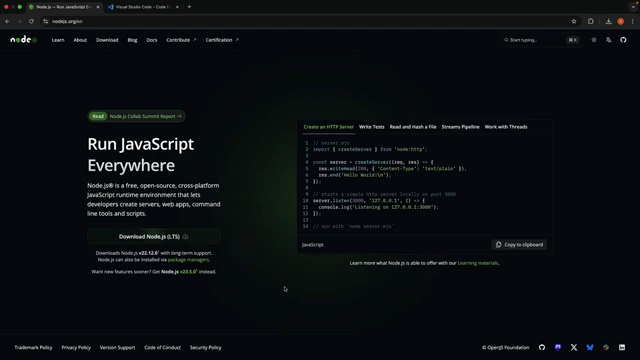 Node.js — Run JavaScript E
Visual Studio Code - Code E
nodejs.org/en
node
Learn
About
Download
Blog
Docs
Contribute
Certification
Start typing...
⌘ K
Read
Node.js Collab Summit Report
Run JavaScript
Everywhere
Node.js® is a free, open-source, cross-platform
JavaScript runtime environment that lets
developers create servers, web apps, command
line tools and scripts.
Download Node.js (LTS)
Downloads Node.js v22.12.0 with long-term support.
Node.js can also be installed via package managers.
Want new features sooner? Get Node.js v23.5.0 instead.
Create an HTTP Server
Write Tests
Read and Hash a File
Streams Pipeline
Work with Threads
1 // server.mjs
2 import { createServer } from 'node:http';
3
4 const server = createServer((req, res) => {
5 res.writeHead(200, { 'Content-Type': 'text/plain' });
6 res.end('Hello World!\n');
7 });
8
9 // starts a simple http server locally on port 3000
10 server.listen(3000, '127.0.0.1', () => {
11 console.log('Listening on 127.0.0.1:3000');
12 });
13
14 // run with `node server.mjs`
JavaScript
Copy to clipboard
Learn more what Node.js is able to offer with our Learning materials.
Trademark Policy
Privacy Policy
Version Support
Code of Conduct
Security Policy
© OpenJS Foundation